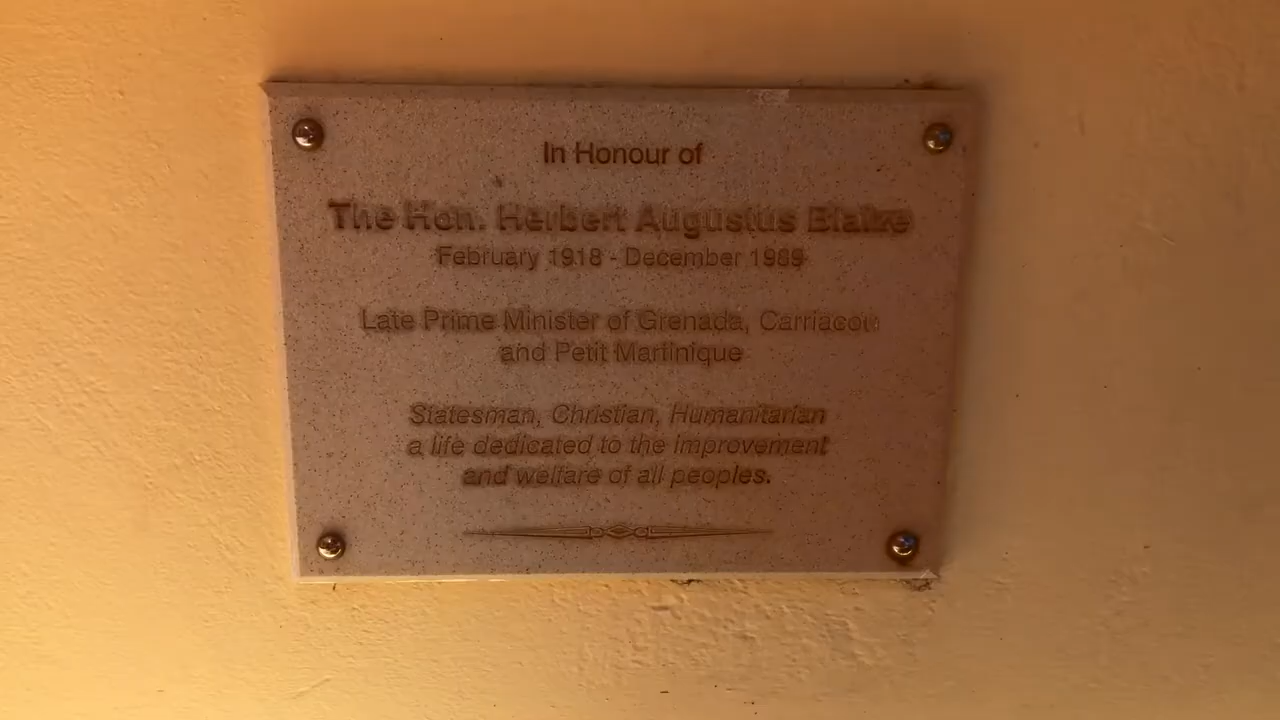 In Honour of
The Hon. Herbert Augustus Blaize
February 1918 - December 1989
Late Prime Minister of Grenada, Carriacou
and Petit Martinique
Statesman, Christian, Humanitarian
a life dedicated to the improvement
and welfare of all peoples.